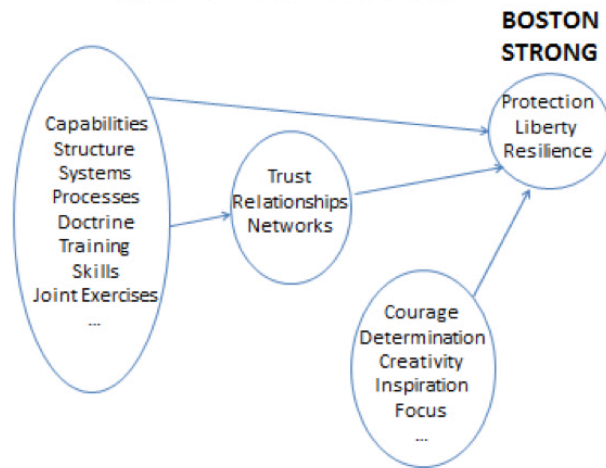 BOSTON
STRONG
Protection
Liberty
Resilience
Capabilities
Structure
Systems
Processes
Doctrine
Training
Skills
Joint Exercises
...
Trust
Relationships
Networks
Courage
Determination
Creativity
Inspiration
Focus
...